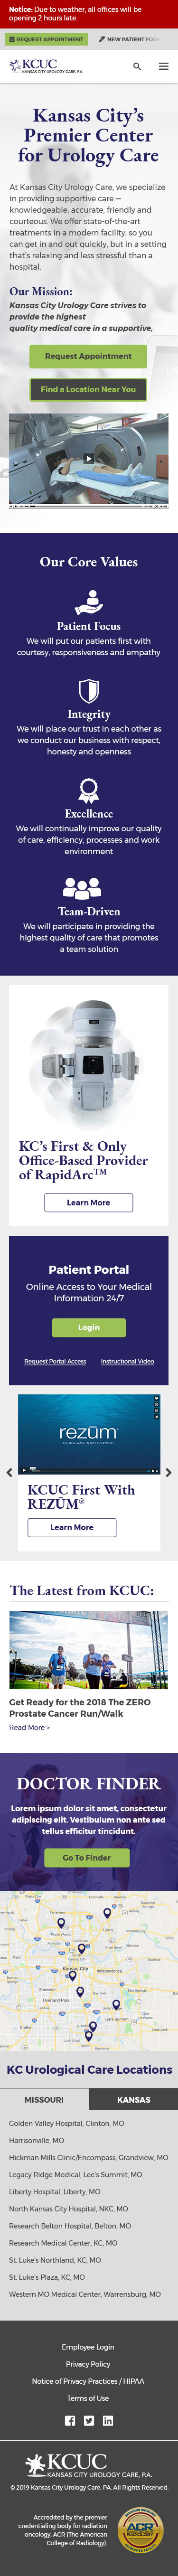 Notice: Due to weather, all offices will be
opening 2 hours late.
REQUEST APPOINTMENT
NEW PATIENT FOR
KCUC
KANSAS CITY UROLOGY CARE, P.A.
Kansas City's
Premier Center
for Urology Care
At Kansas City Urology Care, we specialize
in providing supportive care —
knowledgeable, accurate, friendly and
courteous. We offer state-of-the-art
treatment in a modern facility, so you
can get in and out quickly, but in a setting
that's relaxing and less stressful than a
hospital.
Our Mission:
Kansas City Urology Care strives to
provide the highest
quality medical care in a supportive,
Request Appointment
Find a Location Near You
Our Core Values
Patient Focus
We will put our patients first with
courtesy, responsiveness and empathy
Integrity
We will place our trust in each other as
we conduct our business with respect,
honesty and openness
Excellence
We will continually improve our quality
of care, efficiency, processes and work
environment
Team-Driven
We will participate in providing the
highest quality of care that promotes
a team solution
KC's First & Only
Office-Based Provider
of RapidArc™
Learn More
Patient Portal
Online Access to Your Medical
Information 24/7
Login
Request Portal Access
Instructional Video
rezūm™
KCUC First With
REZŪM®
Learn More
The Latest from KCUC:
Get Ready for the 2018 The ZERO
Prostate Cancer Run/Walk
Read More >
DOCTOR FINDER
Lorem ipsum dolor sit amet, consectetur
adipiscing elit. Vestibulum non arcu sed
tellus efficitur tincidunt.
Go To Finder
Kansas City
Independence
Shawnee
Overland Park
Olathe
Lee's Summit
KC Urological Care Locations
MISSOURI
KANSAS
Golden Valley Hospital, Clinton, MO
Harrisonville, MO
Hickman Mills Clinic/Encompass, Grandview, MO
Legacy Ridge Medical, Lee's Summit, MO
Liberty Hospital, Liberty, MO
North Kansas City Hospital, NKC, MO
Research Belton Hospital, Belton, MO
Research Medical Center, KC, MO
St. Luke's Northland, KC, MO
St. Luke's Plaza, KC, MO
Western MO Medical Center, Warrensburg, MO
Employee Login
Privacy Policy
Notice of Privacy Practices / HIPAA
Terms of Use
KCUC
KANSAS CITY UROLOGY CARE, P.A.
© 2019 Kansas City Urology Care, PA. All Rights Reserved
Accredited by the premier
credentialing body for radiation
oncology, ACR (The American
College of Radiology).
ACR